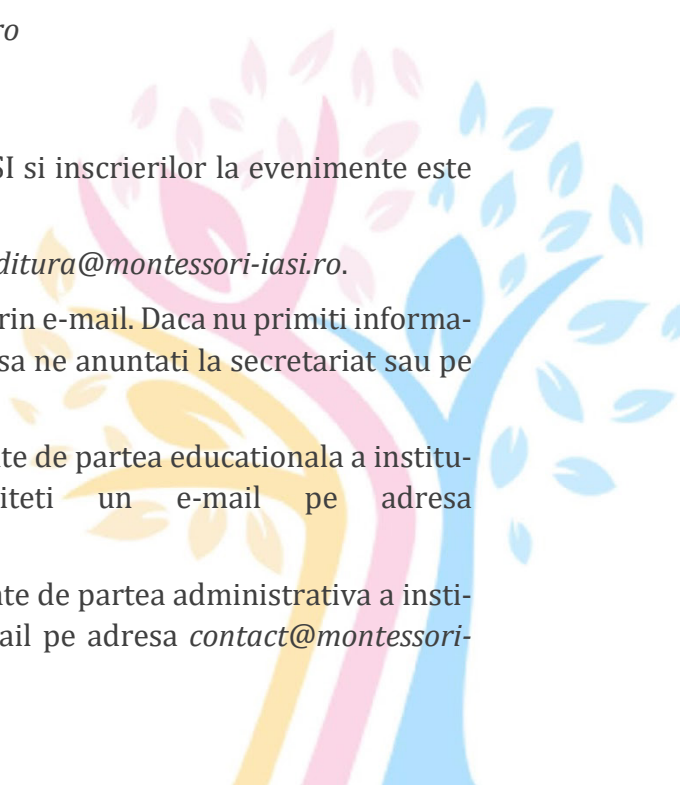 ro
SI si inscrierilor la evenimente este
ditura@montessori-iasi.ro.
rin e-mail. Daca nu primiti informa-
sa ne anuntati la secretariat sau pe
te de partea educationala a institu-
iteti un e-mail pe adresa
te de partea administrativa a insti-
ail pe adresa contact@montessori-